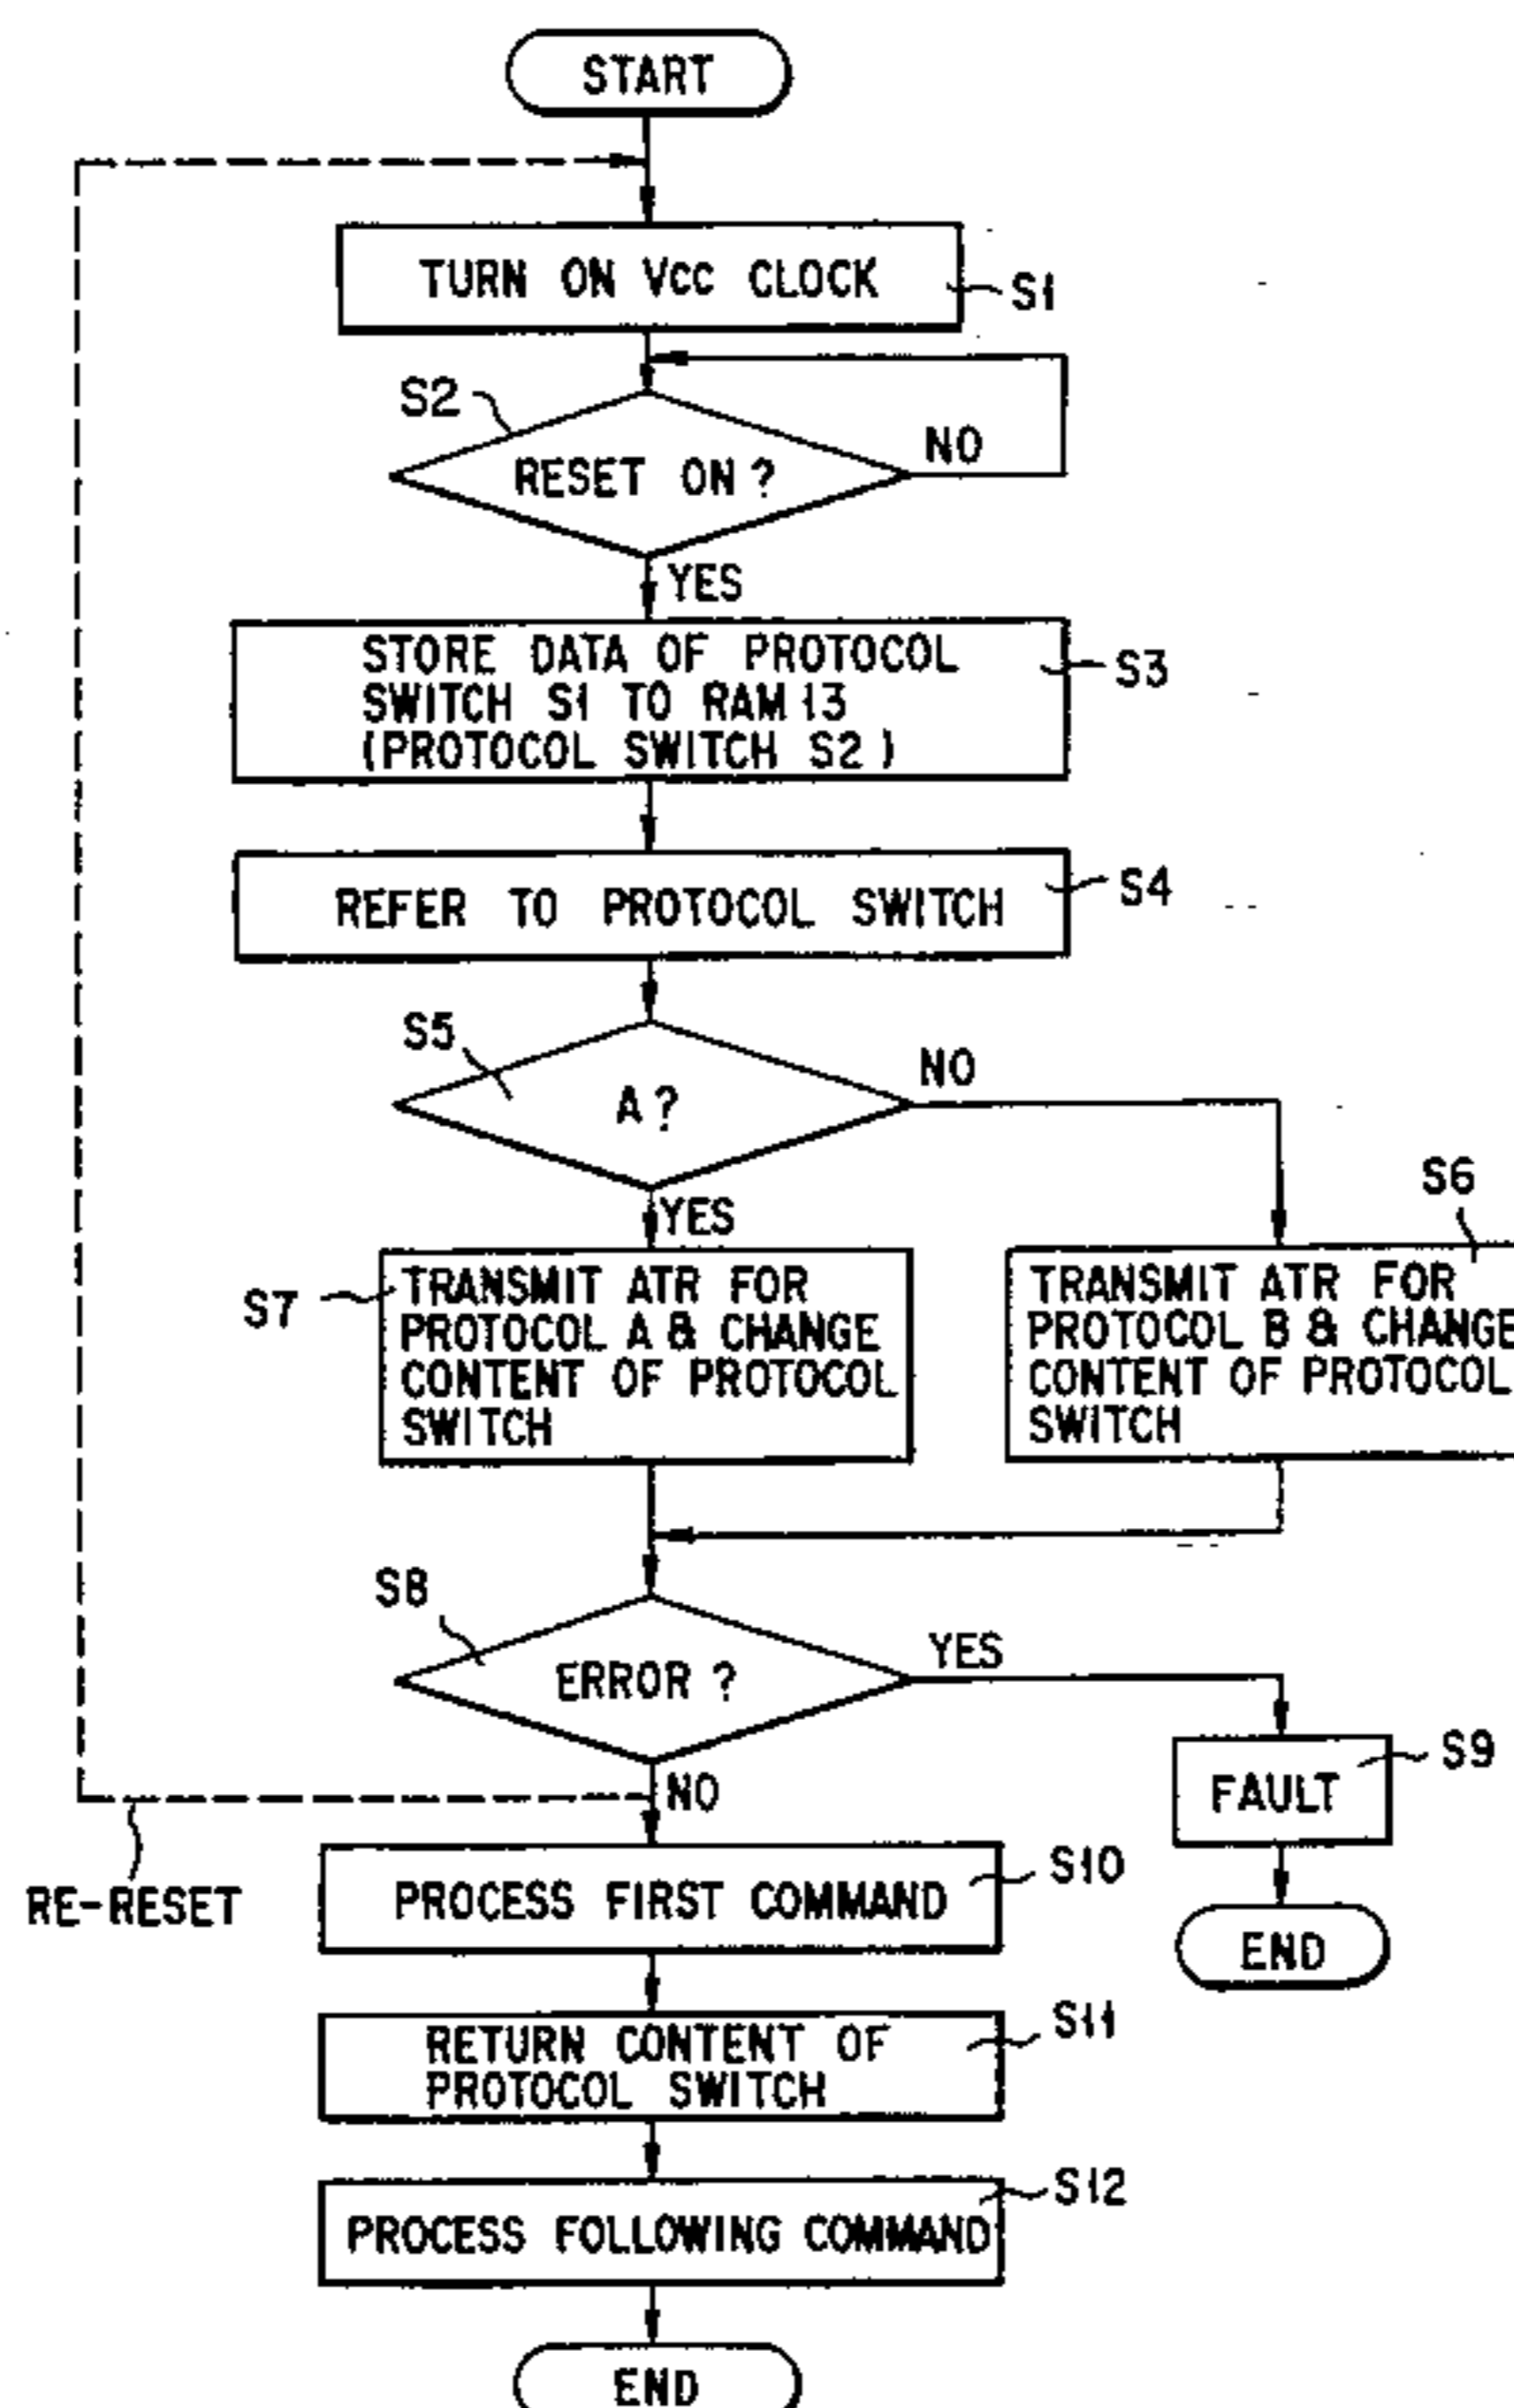 START
TURN ON Vcc CLOCK
S1
S2
RESET ON ?
NO
YES
STORE DATA OF PROTOCOL
SWITCH S1 TO RAM 13
(PROTOCOL SWITCH S2)
S3
REFER TO PROTOCOL SWITCH
S4
S5
A ?
NO
YES
S6
S7
TRANSMIT ATR FOR
PROTOCOL A & CHANGE
CONTENT OF PROTOCOL
SWITCH
TRANSMIT ATR FOR
PROTOCOL B & CHANGE
CONTENT OF PROTOCOL
SWITCH
S8
ERROR ?
YES
NO
S9
FAULT
END
RE-RESET
PROCESS FIRST COMMAND
S10
RETURN CONTENT OF
PROTOCOL SWITCH
S11
PROCESS FOLLOWING COMMAND
S12
END